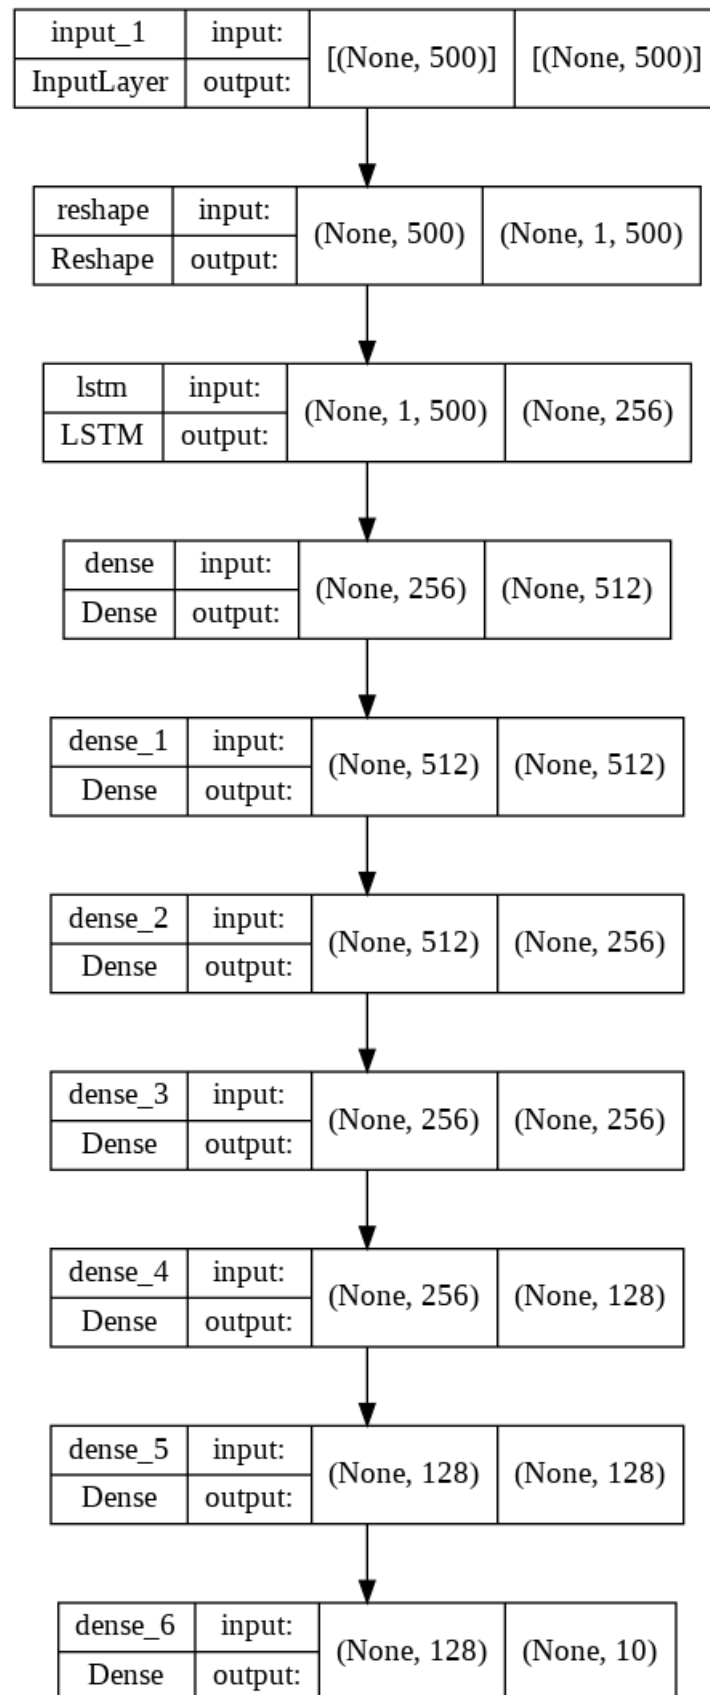 input_1 input: [(None, 500)] [(None, 500)]
InputLayer output:
reshape input: (None, 500) (None, 1, 500)
Reshape output:
lstm input: (None, 1, 500) (None, 256)
LSTM output:
dense input: (None, 256) (None, 512)
Dense output:
dense_1 input: (None, 512) (None, 512)
Dense output:
dense_2 input: (None, 512) (None, 256)
Dense output:
dense_3 input: (None, 256) (None, 256)
Dense output:
dense_4 input: (None, 256) (None, 128)
Dense output:
dense_5 input: (None, 128) (None, 128)
Dense output:
dense_6 input: (None, 128) (None, 10)
Dense output: